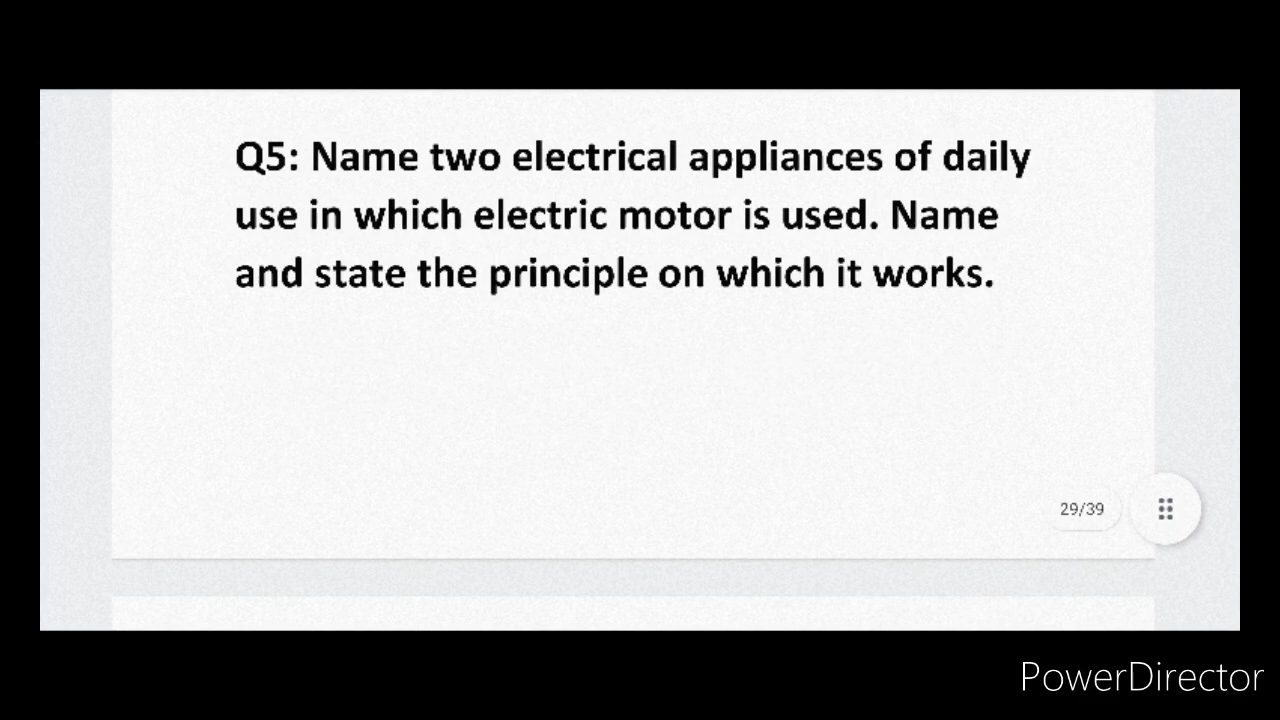 Q5: Name two electrical appliances of daily
use in which electric motor is used. Name
and state the principle on which it works.
29/39
PowerDirector